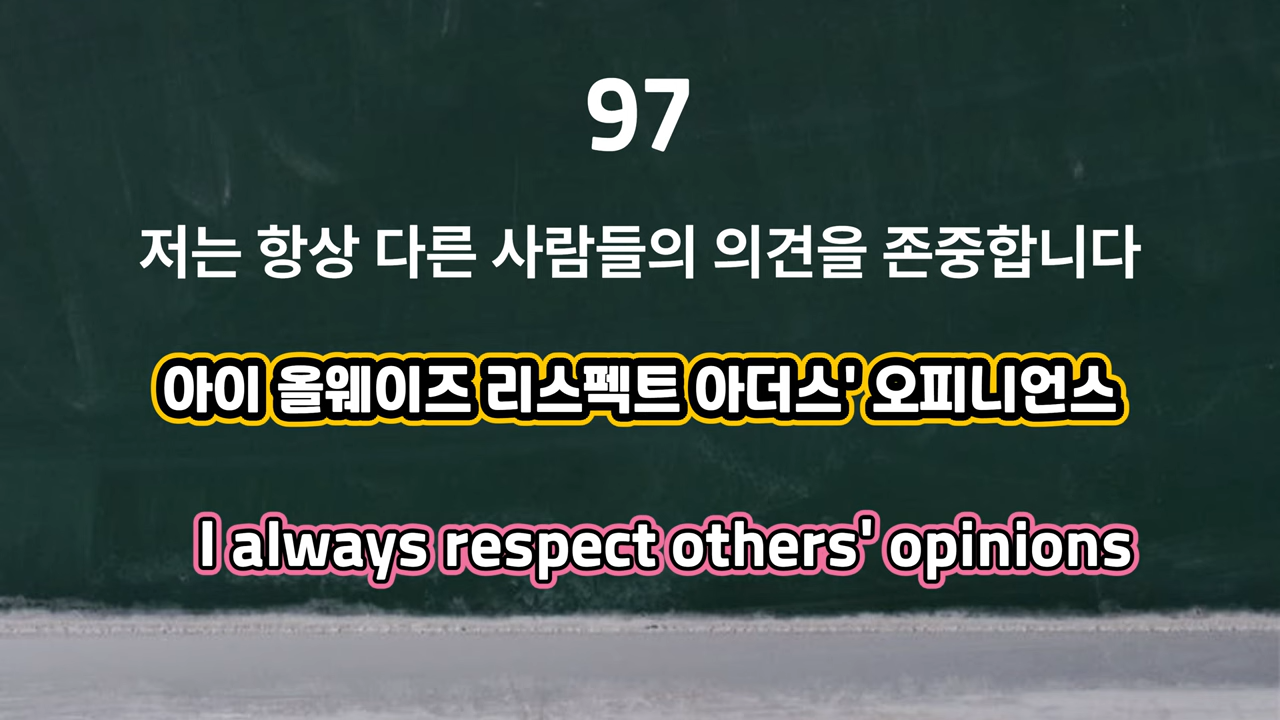 97
저는 항상 다른 사람들의 의견을 존중합니다
아이 올웨이즈 리스펙트 아더스' 오피니언스
I always respect others' opinions